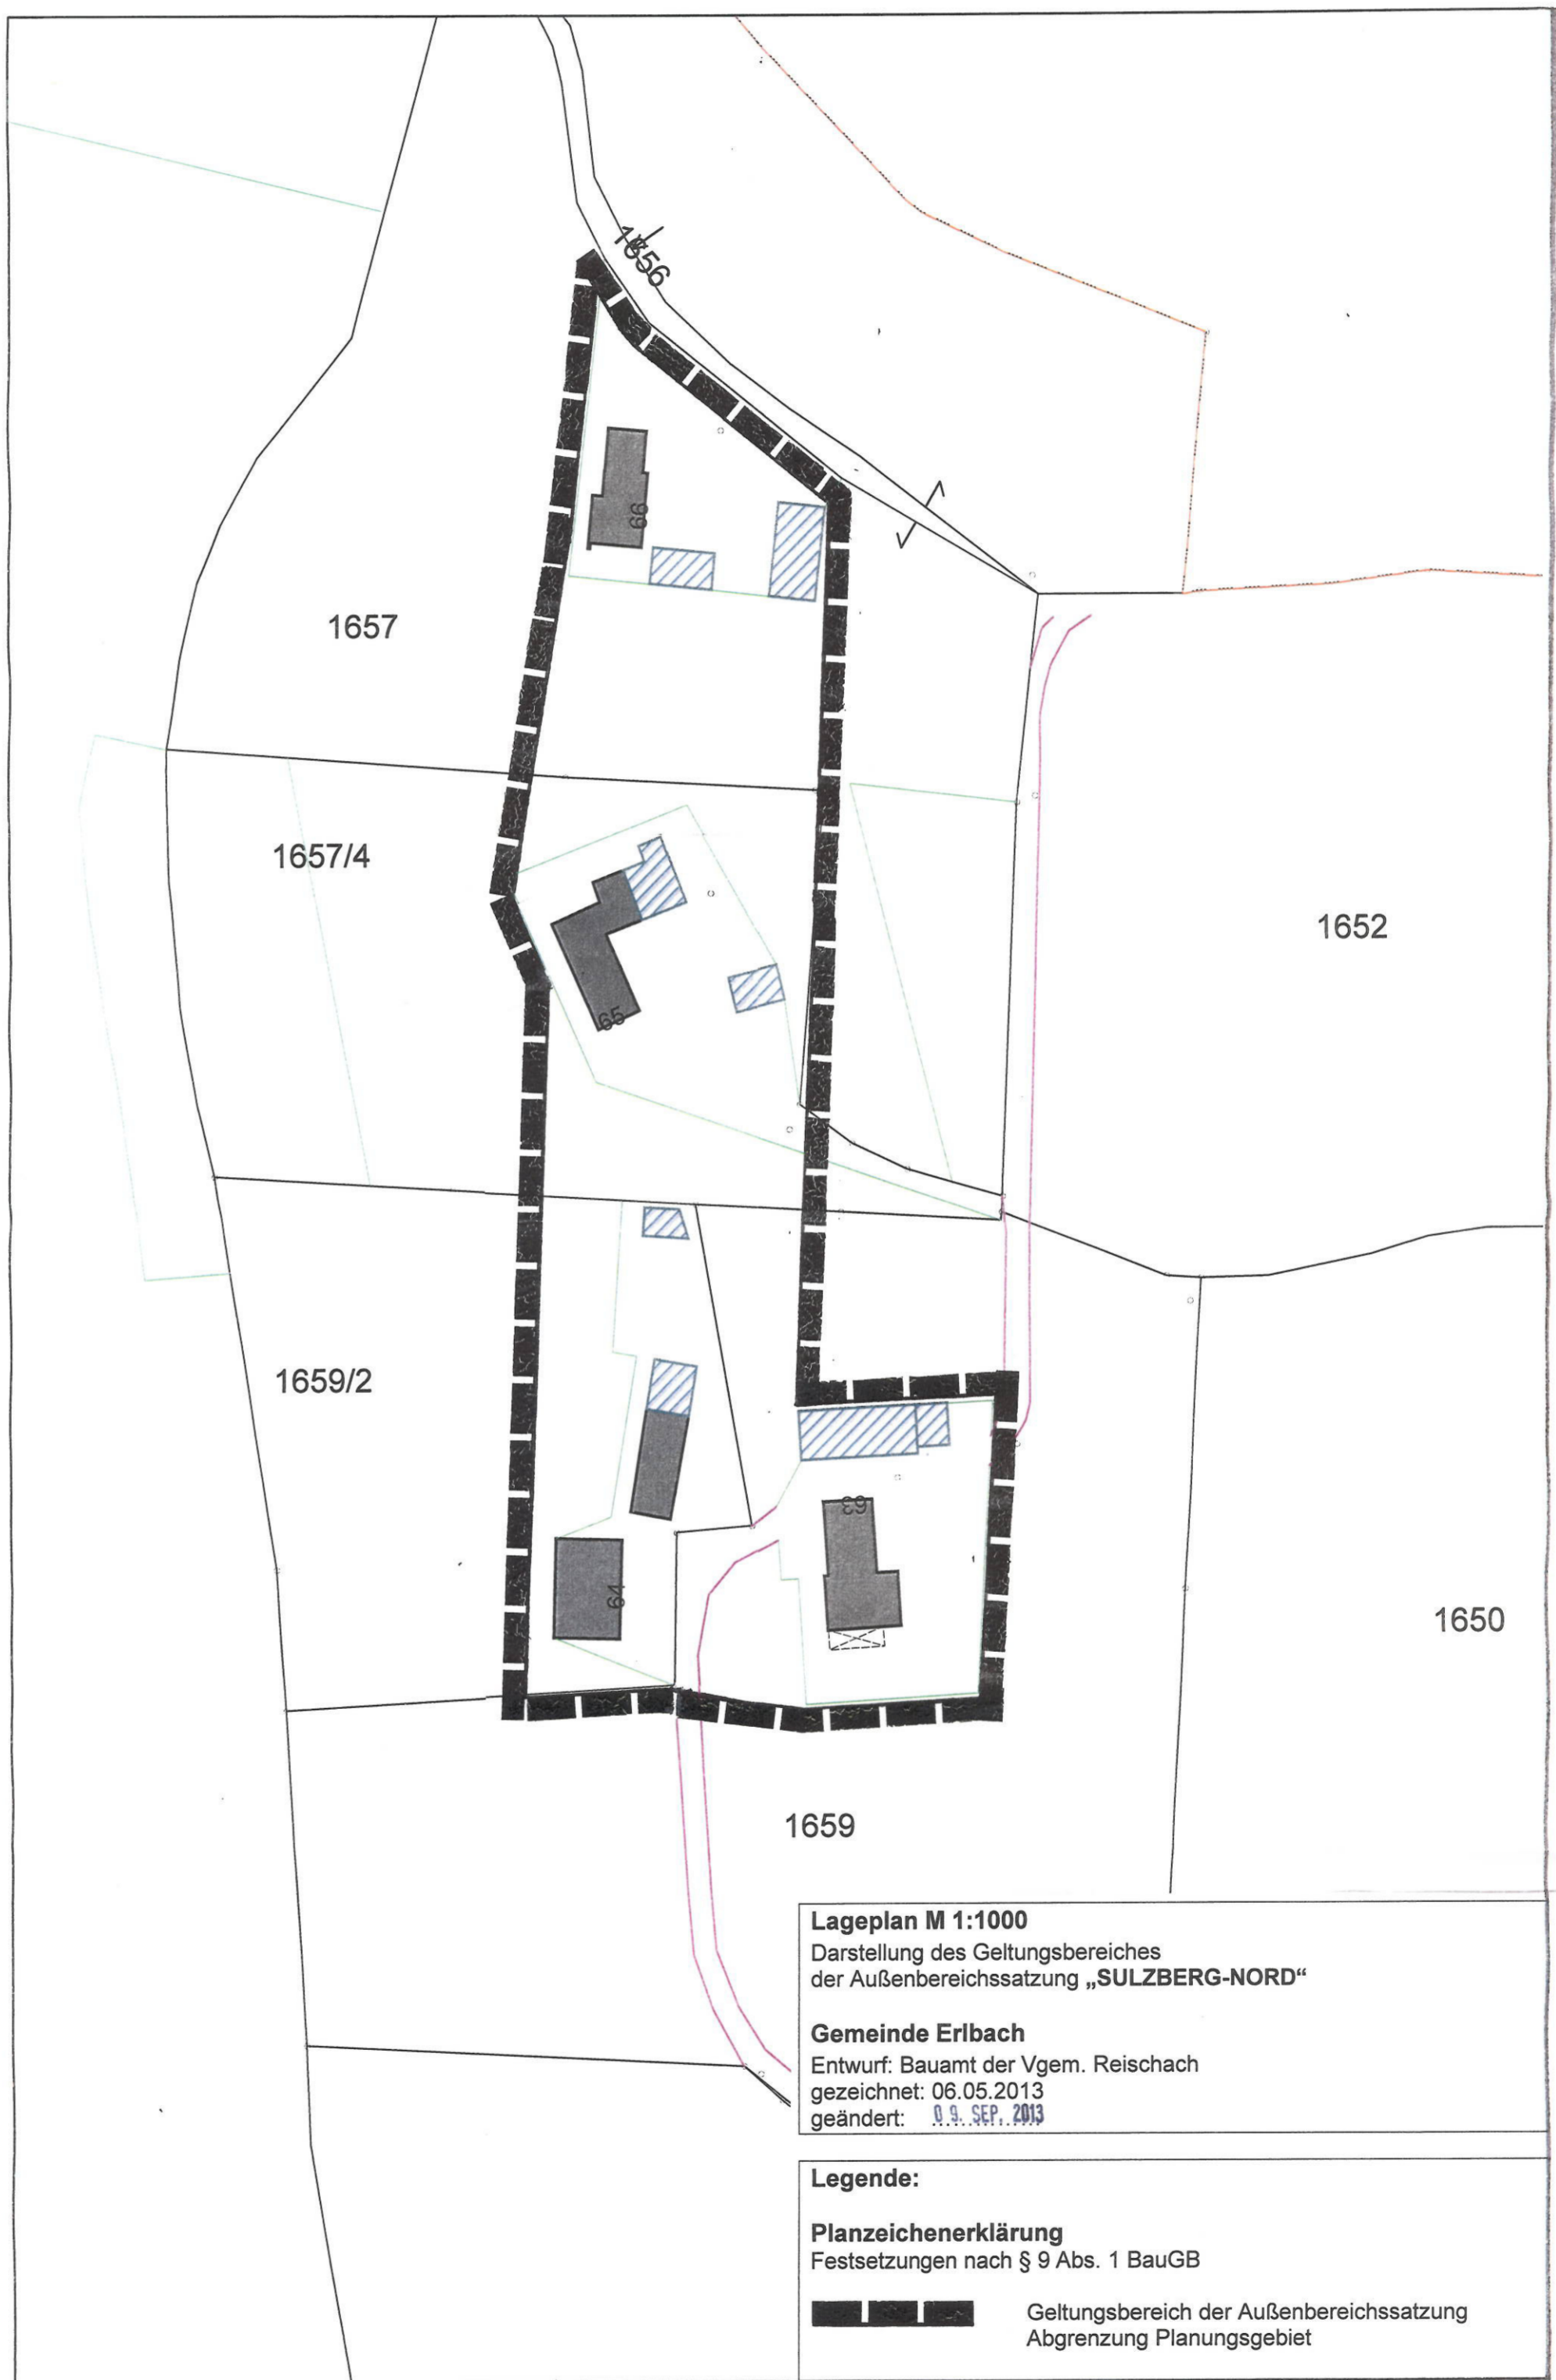 1656
66
1657
1657/4
65
1652
1659/2
63
64
1650
1659
Lageplan M 1:1000
Darstellung des Geltungsbereiches
der Außenbereichssatzung „SULZBERG-NORD“
Gemeinde Erlbach
Entwurf: Bauamt der Vgem. Reischach
gezeichnet: 06.05.2013
geändert: 09. SEP. 2013
Legende:
Planzeichenerklärung
Festsetzungen nach § 9 Abs. 1 BauGB
Geltungsbereich der Außenbereichssatzung
Abgrenzung Planungsgebiet